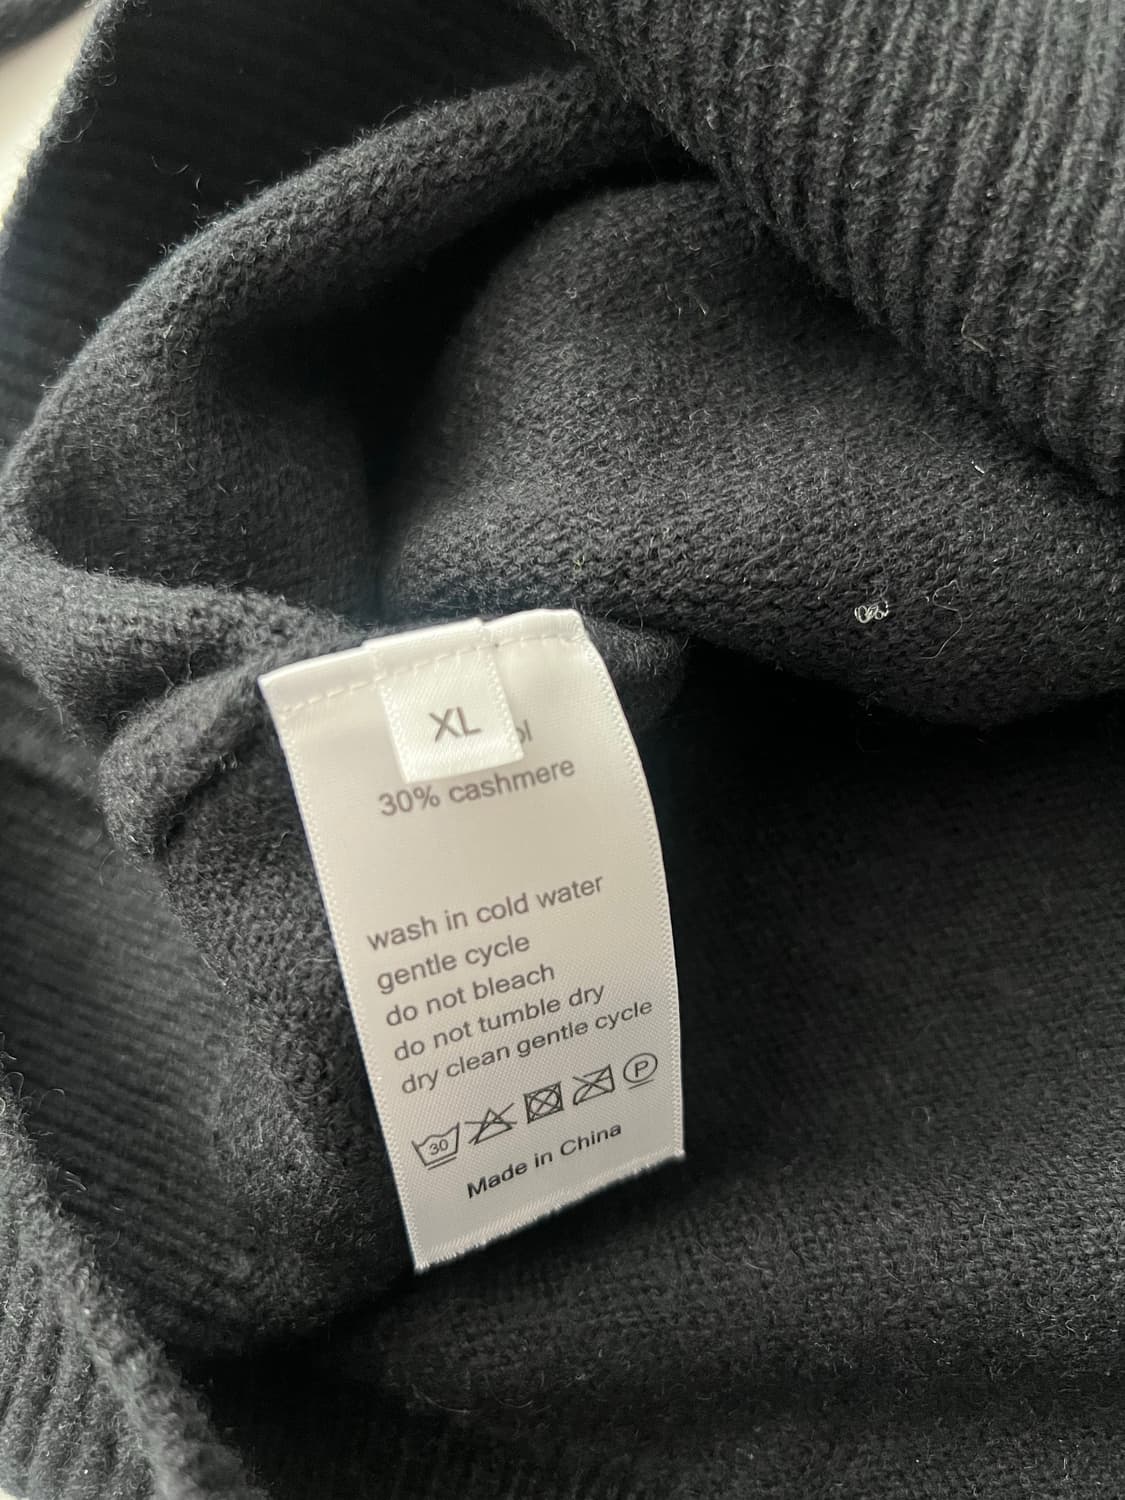 XL
30% cashmere
wash in cold water
gentle cycle
do not bleach
do not tumble dry
dry clean gentle cycle
30
P
Made in China